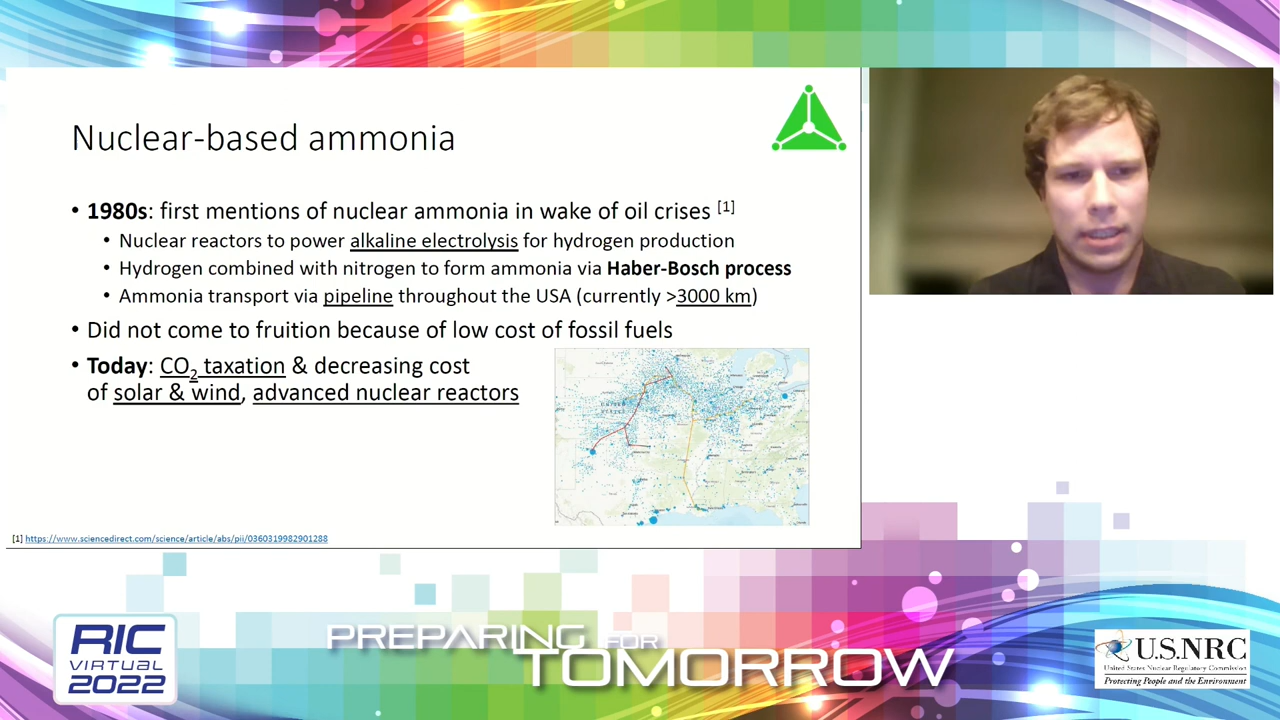 Nuclear-based ammonia
• 1980s: first mentions of nuclear ammonia in wake of oil crises [1]
• Nuclear reactors to power alkaline electrolysis for hydrogen production
• Hydrogen combined with nitrogen to form ammonia via Haber-Bosch process
• Ammonia transport via pipeline throughout the USA (currently >3000 km)
• Did not come to fruition because of low cost of fossil fuels
• Today: CO2 taxation & decreasing cost
of solar & wind, advanced nuclear reactors
[1] https://www.sciencedirect.com/science/article/abs/pii/0360319982901288
RIC
VIRTUAL
2022
PREPARING FOR
TOMORROW
U.S.NRC
United States Nuclear Regulatory Commission
Protecting People and the Environment